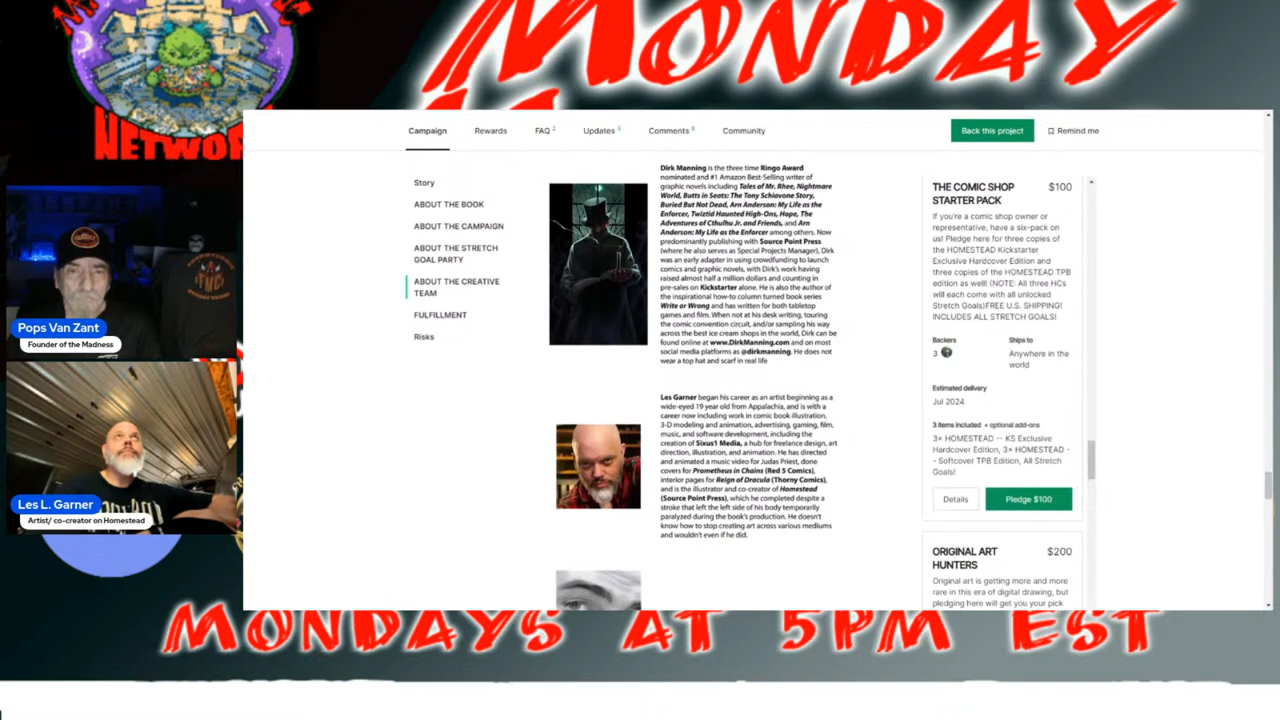 MONDAY
NETWOR
Campaign
Rewards
FAQ 2
Updates 3
Comments 8
Community
Back this project
Remind me
Story
ABOUT THE BOOK
ABOUT THE CAMPAIGN
ABOUT THE STRETCH
GOAL PARTY
ABOUT THE CREATIVE
TEAM
FULFILLMENT
Risks
Dirk Manning is the three time Ringo Award
nominated and #1 Amazon Best-Selling writer of
graphic novels including Tales of Mr. Rhee, Nightmare
World, Butts in Seats: The Tony Schiavone Story,
Buried But Not Dead, Arn Anderson: My Life as the
Enforcer, Twiztid Haunted High-Ons, Hope, The
Adventures of Cthulhu Jr. and Friends, and Arn
Anderson: My Life as the Enforcer among others. Now
predominantly publishing with Source Point Press
(where he also serves as Special Projects Manager), Dirk
was an early adapter in using crowdfunding to launch
comics and graphic novels, with Dirk's work having
raised almost half a million dollars and counting in
pre-sales on Kickstarter alone. He is also the author of
the inspirational how-to column turned book series
Write or Wrong and has written for both tabletop
games and film. When not at his desk writing, touring
the comic convention circuit, and/or sampling his way
across the best ice cream shops in the world, Dirk can be
found online at www.DirkManning.com and on most
social media platforms as @dirkmanning. He does not
wear a top hat and scarf in real life
Les Garner began his career as an artist beginning as a
wide-eyed 19 year old from Appalachia, and is with a
career now including work in comic book illustration,
3-D modeling and animation, advertising, gaming, film,
music, and software development, including the
creation of Sixus1 Media, a hub for freelance design, art
direction, illustration, and animation. He has directed
and animated a music video for Judas Priest, done
covers for Prometheus in Chains (Red 5 Comics),
interior pages for Reign of Dracula (Thorny Comics),
and is the illustrator and co-creator of Homestead
(Source Point Press), which he completed despite a
stroke that left the left side of his body temporarily
paralyzed during the book's production. He doesn't
know how to stop creating art across various mediums
and wouldn't even if he did.
THE COMIC SHOP
STARTER PACK
$100
If you're a comic shop owner or
representative, have a six-pack on
us! Pledge here for three copies of
the HOMESTEAD Kickstarter
Exclusive Hardcover Edition and
three copies of the HOMESTEAD TPB
edition as well! (NOTE: All three HCs
will each come with all unlocked
Stretch Goals)FREE U.S. SHIPPING!
INCLUDES ALL STRETCH GOALS!
Backers
3
Ships to
Anywhere in the
world
Estimated delivery
Jul 2024
3 items included + optional add-ons
3× HOMESTEAD -- KS Exclusive
Hardcover Edition, 3× HOMESTEAD -
- Softcover TPB Edition, All Stretch
Goals!
Details
Pledge $100
ORIGINAL ART
HUNTERS
$200
Original art is getting more and more
rare in this era of digital drawing, but
pledging here will get you your pick
Pops Van Zant
Founder of the Madness
Les L. Garner
Artist/ co-creator on Homestead
MONDAYS AT 5PM EST